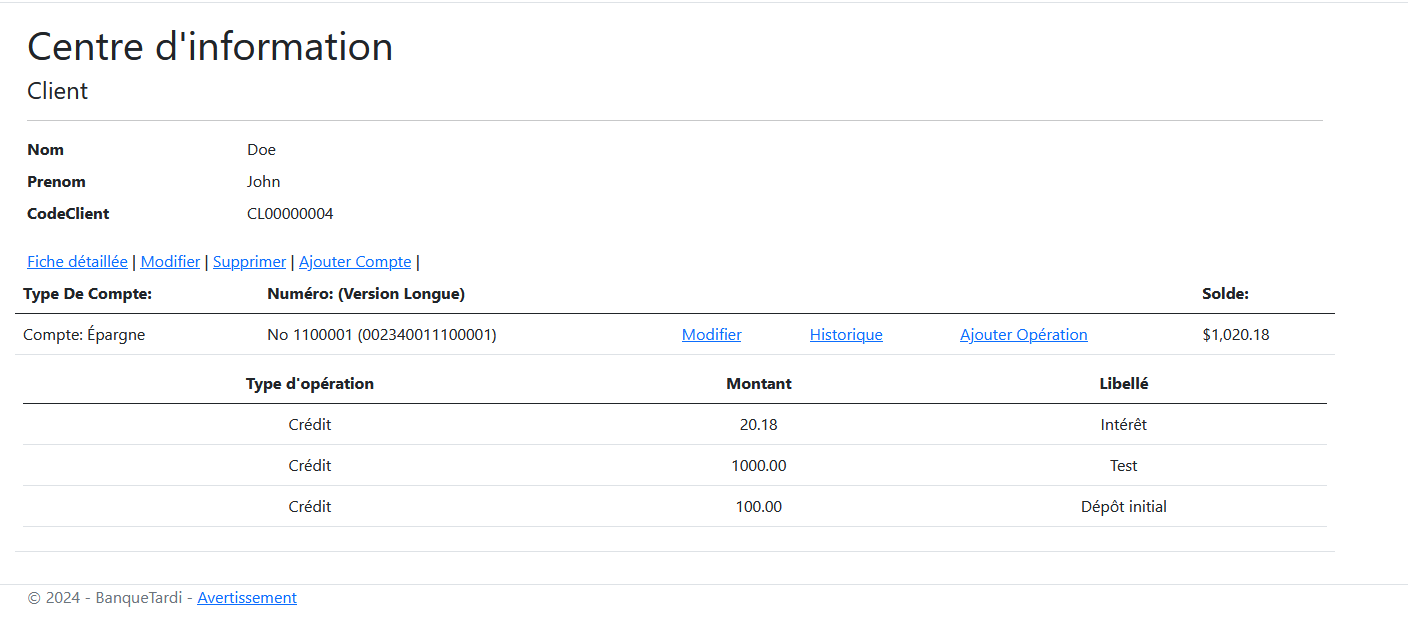 Centre d'information
Client
Nom Doe
Prenom John
CodeClient CL00000004
Fiche détaillée | Modifier | Supprimer | Ajouter Compte |
Type De Compte: Numéro: (Version Longue) Solde:
Compte: Épargne No 1100001 (002340011100001) Modifier Historique Ajouter Opération $1,020.18
Type d'opération Montant Libellé
Crédit 20.18 Intérêt
Crédit 1000.00 Test
Crédit 100.00 Dépôt initial
© 2024 - BanqueTardi - Avertissement